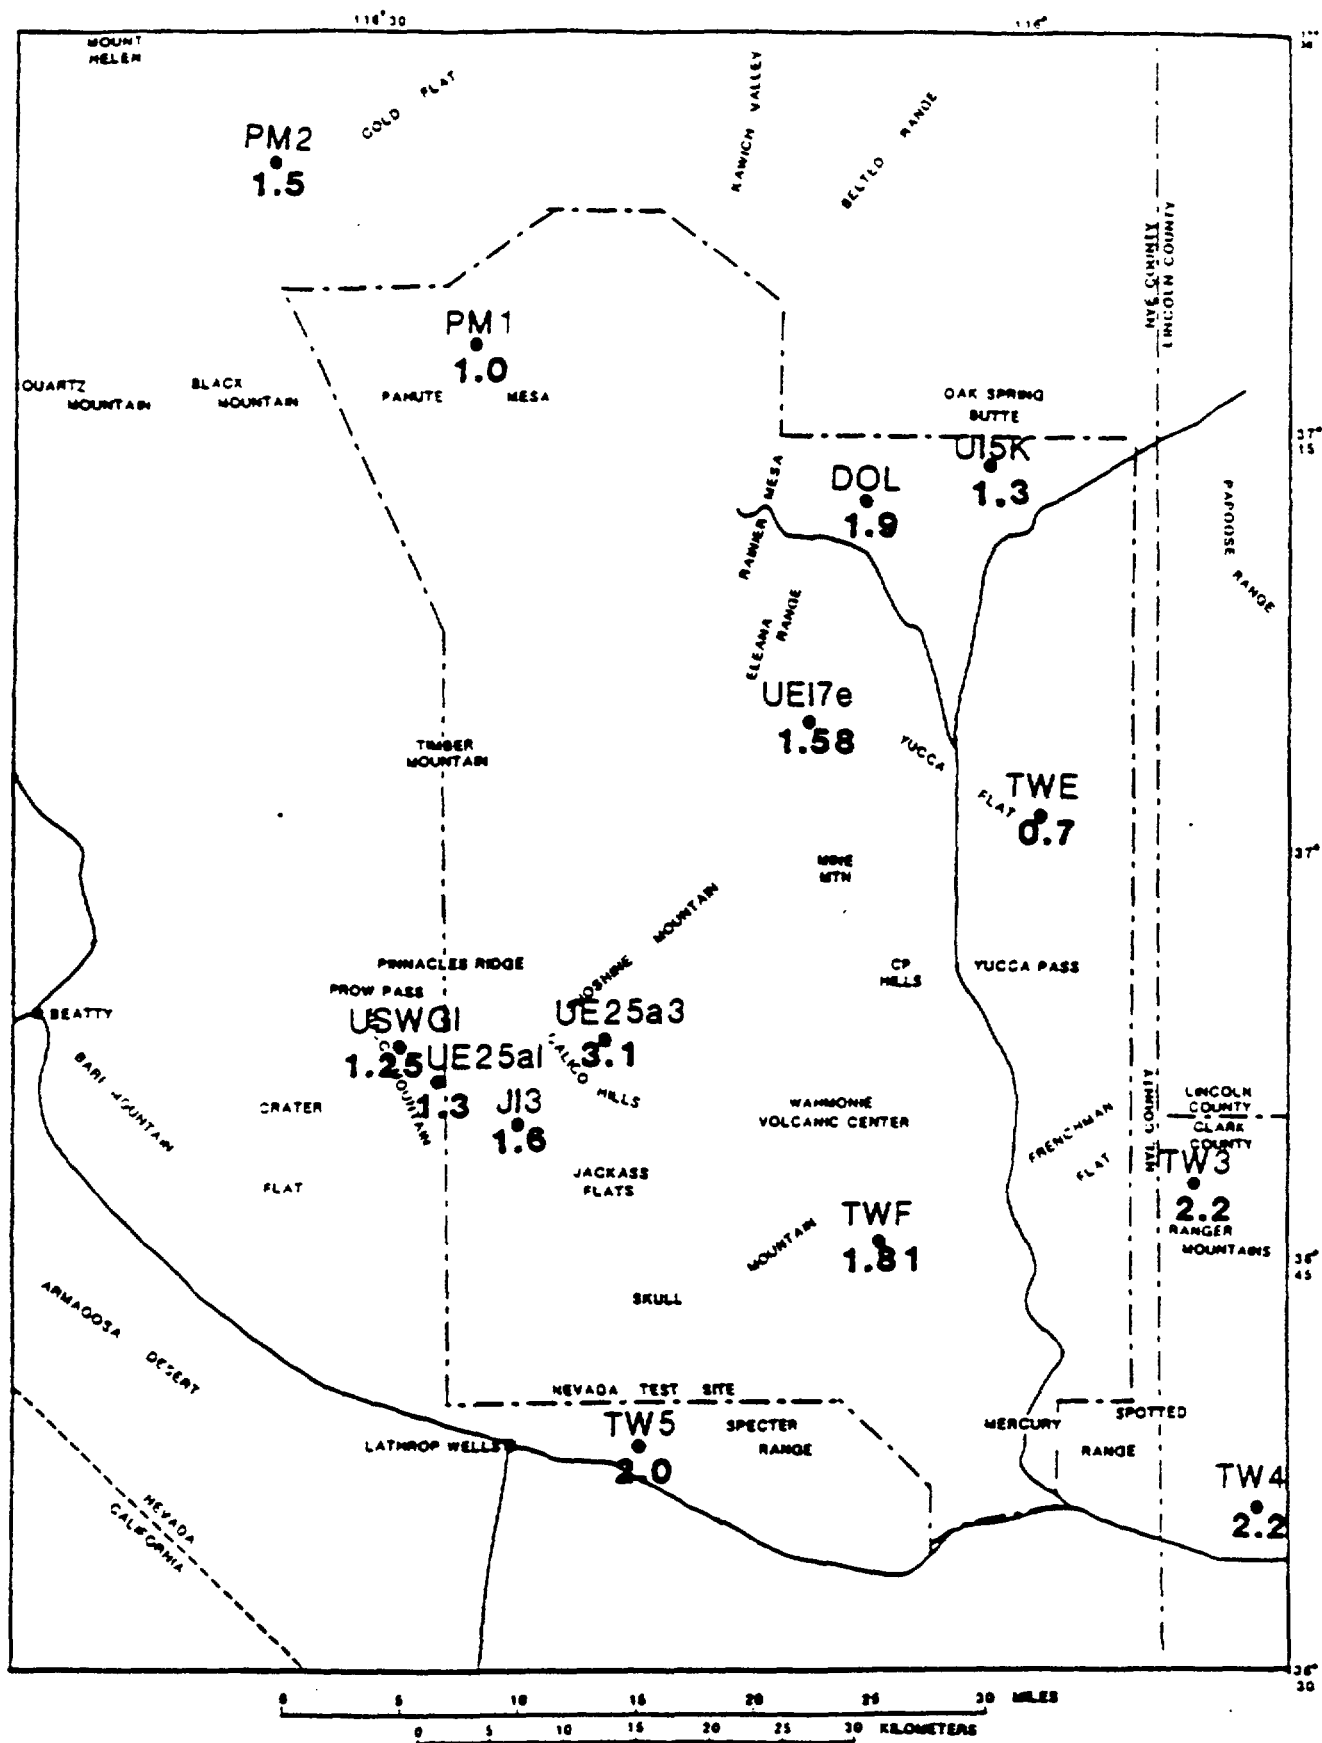 116° 30'
116°
MOUNT
HELEN
GOLD FLAT
KAWICH VALLEY
BELTED RANGE
PM2
1.5
NYE COUNTY
LINCOLN COUNTY
PM1
1.0
QUARTZ
MOUNTAIN
BLACK
MOUNTAIN
PAHUTE MESA
OAK SPRING
BUTTE
37°
15
U15K
1.3
DOL
1.9
RAINIER MESA
PAPOOSE RANGE
ELEANA
RANGE
UE17e
1.58
YUCCA
FLAT
TIMBER
MOUNTAIN
TWE
0.7
37°
MINE
MTN
MOUNTAIN
PINNACLES RIDGE
PROW PASS
CP
HILLS
YUCCA PASS
BEATTY
USWG1
1.25
UE25a1
1.3
UE25a3
3.1
CALICO
HILLS
MOUNTAIN
J13
1.6
BARE MOUNTAIN
CRATER
FLAT
WAHMONIE
VOLCANIC CENTER
FRENCHMAN
FLAT
NYE COUNTY
LINCOLN
COUNTY
CLARK
COUNTY
TW3
2.2
RANGER
MOUNTAINS
JACKASS
FLATS
TWF
1.81
MOUNTAIN
SKULL
36°
45
ARMAGOSA
DESERT
NEVADA TEST SITE
TW5
2.0
SPECTER
RANGE
MERCURY
SPOTTED
RANGE
LATHROP WELLS
TW4
2.2
NEVADA
CALIFORNIA
36°
30
0 5 10 15 20 25 30 MILES
0 5 10 15 20 25 30 KILOMETERS